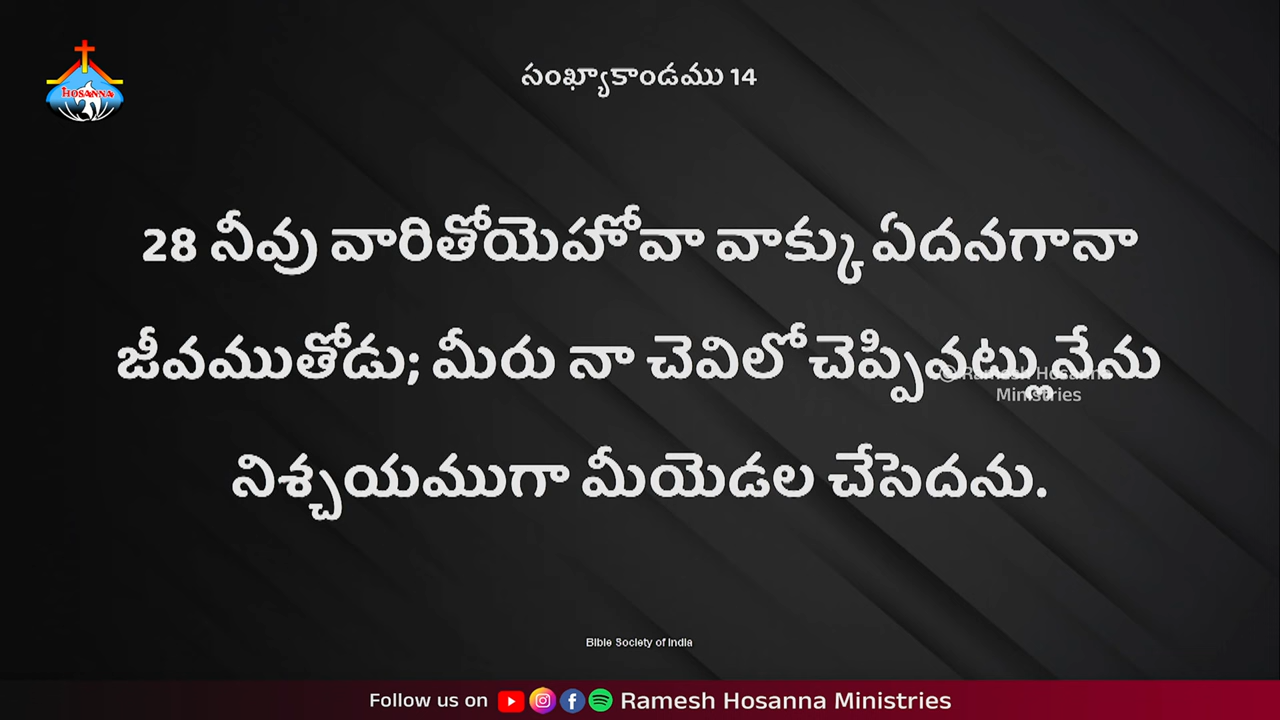 HOSANNA
సంఖ్యాకాండము 14
28 నీవు వారితోయెహోవా వాక్కు ఏదనగానా
జీవముతోడు; మీరు నా చెవిలోచెప్పినట్లునేను
© Ramesh Hosanna
Ministries
నిశ్చయముగా మీయెడల చేసెదను.
Bible Society of India
Follow us on Ramesh Hosanna Ministries